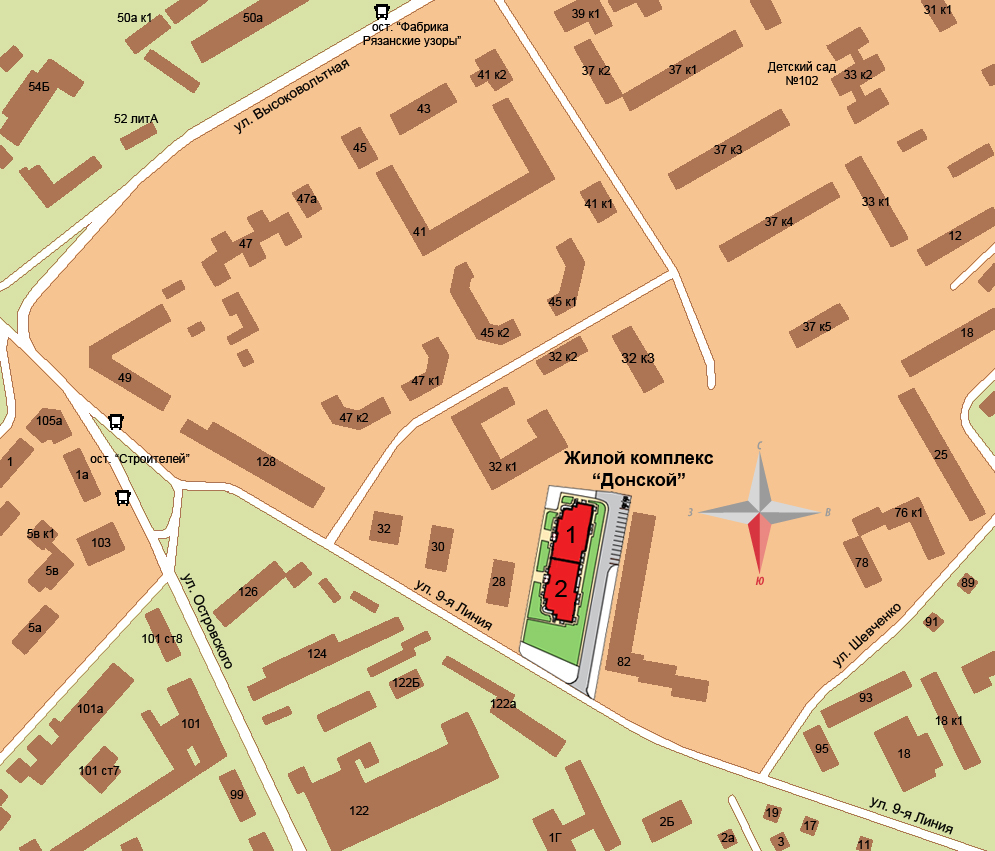 50а к1
50а
ост. “Фабрика
Рязанские узоры”
39 к1
31 к1
54Б
41 к2
37 к2
37 к1
Детский сад
№102
33 к2
ул. Высоковольтная
43
52 литА
45
37 к3
47а
41 к1
33 к1
37 к4
41
12
47
45 к1
45 к2
37 к5
18
32 к2
32 к3
49
47 к1
47 к2
105а
25
128
ост. “Строителей”
1
1а
32 к1
Жилой комплекс
“Донской”
С
З
В
Ю
76 к1
5в к1
103
32
30
1
2
5в
28
78
89
ул. 9-я Линия
126
ул. Островского
91
5а
101 ст8
ул. Шевченко
124
82
122Б
93
101а
101
122а
18 к1
95
18
101 ст7
99
122
ул. 9-я Линия
19
17
2Б
1Г
2а
3
11